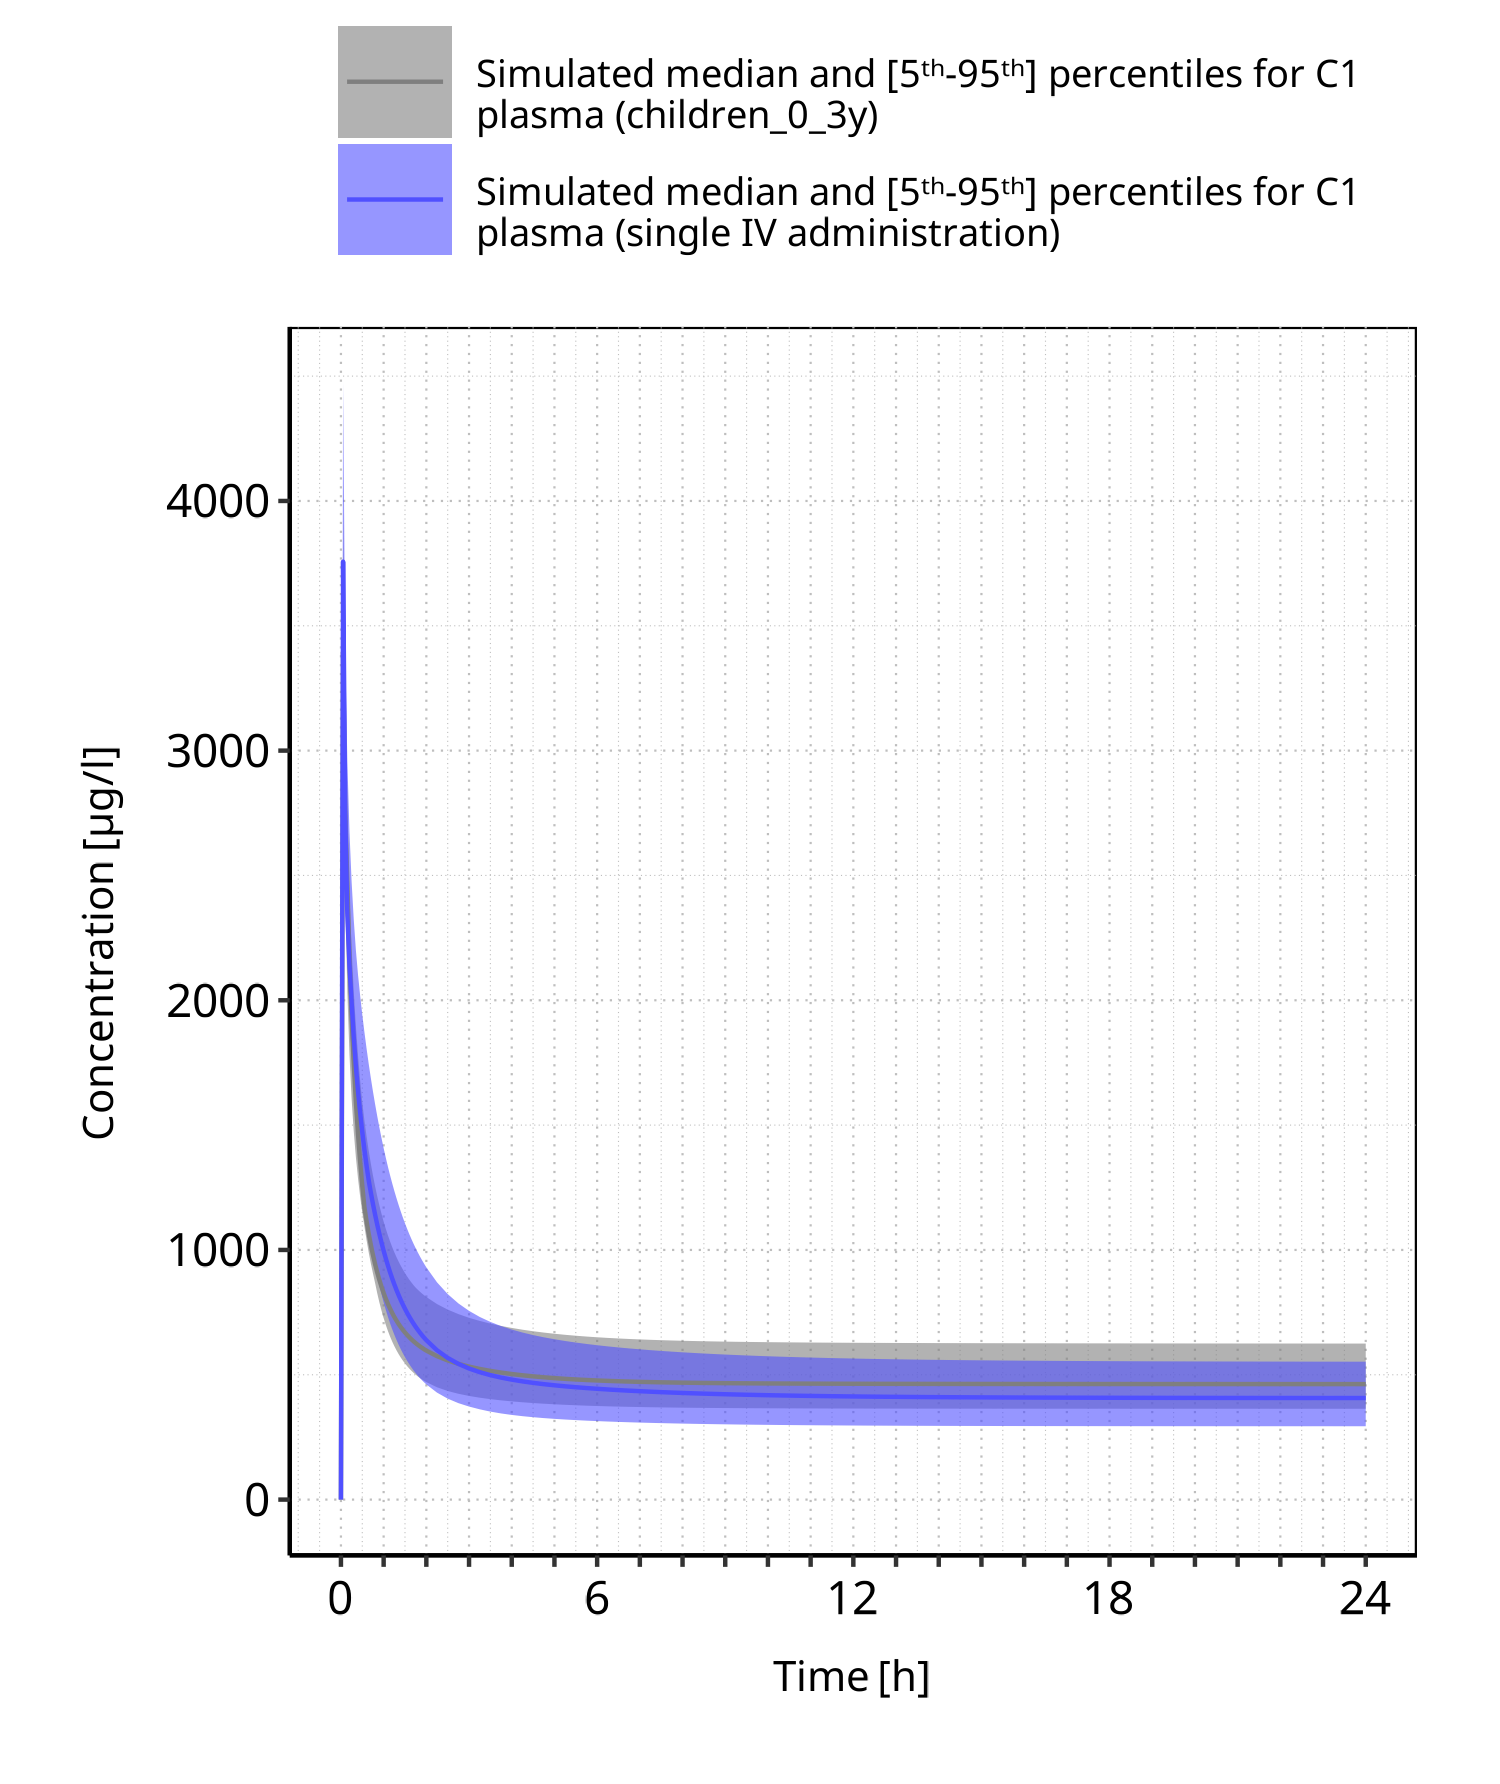 Simulated median and [5ᵗʰ-95ᵗʰ] percentiles for C1
plasma (children_0_3y)
Simulated median and [5ᵗʰ-95ᵗʰ] percentiles for C1
plasma (single IV administration)
Concentration [µg/l]
4000
3000
2000
1000
0
0 6 12 18 24
Time [h]